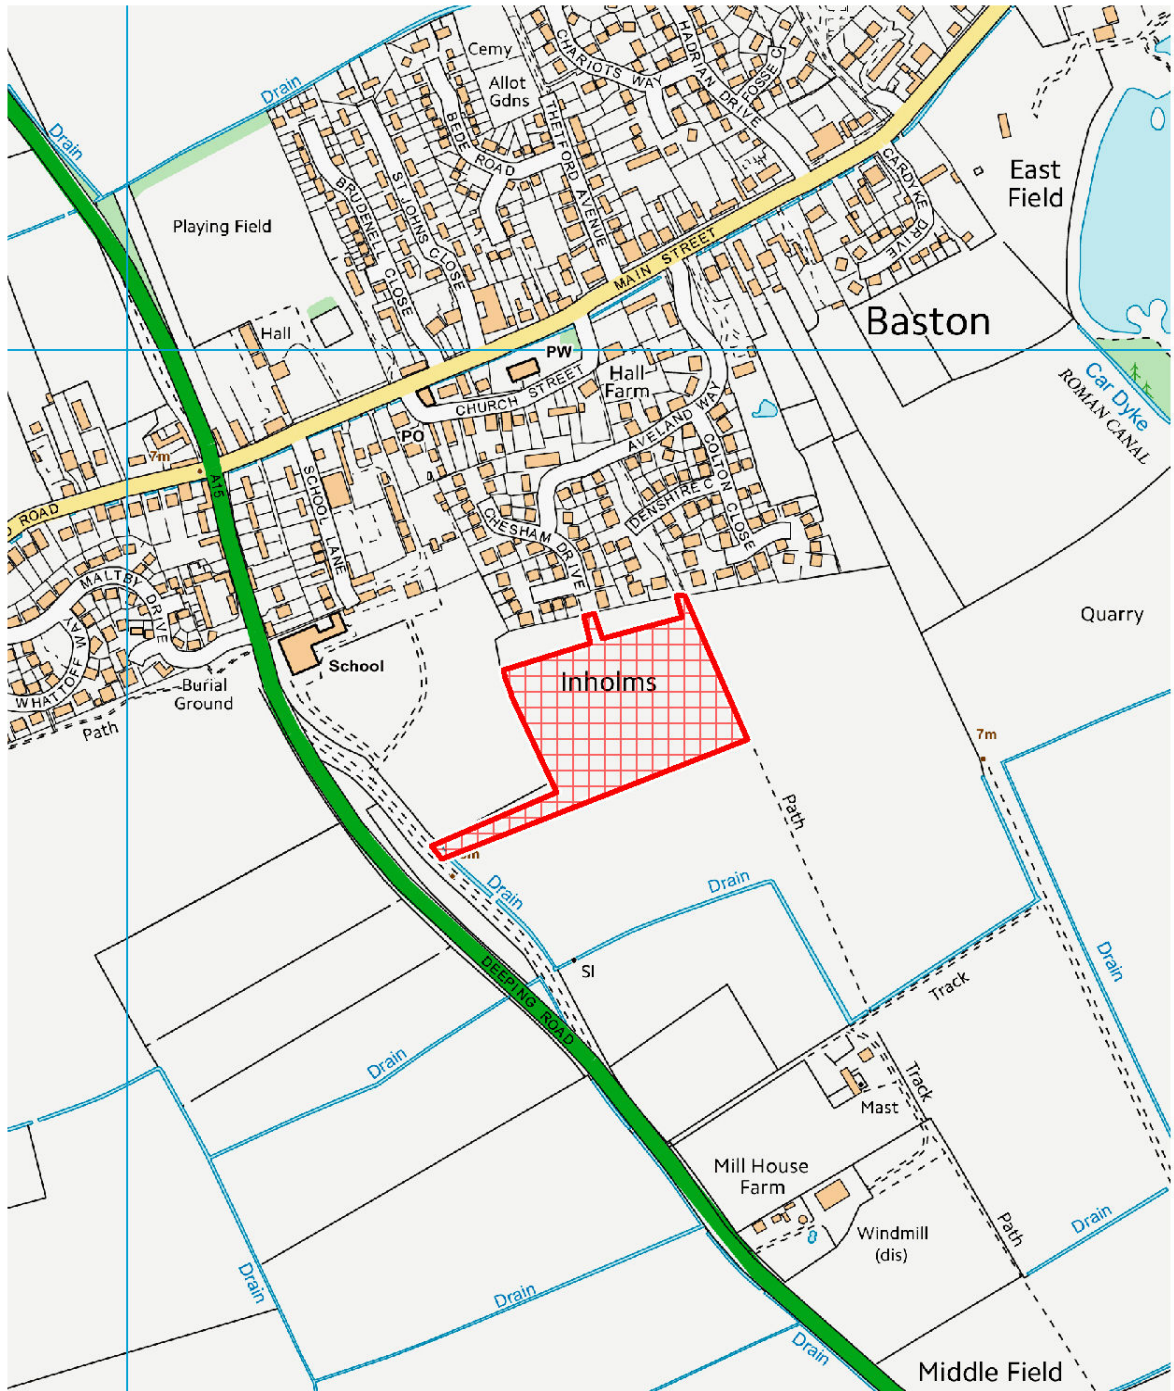 Cemy
Allot
Gdns
CHARIOTS WAY
HADRIAN DRIVE
FOSSE C
Drain
Drain
BEDE ROAD
THETFORD AVENUE
BRUDENEL CLOSE
ST JOHNS CLOSE
CARDYKE DRIVE
East
Field
Playing Field
MAIN STREET
Baston
Hall
PW
Hall
Farm
CHURCH STREET
PO
AVELAND WAY
Car Dyke
ROMAN CANAL
7m
A15
SCHOOL LANE
COLTON CLOSE
DENSHIRE C
CHESHAM DRIVE
ROAD
MALTBY DRIVE
WHATTOFF WAY
Quarry
School
Burial
Ground
Path
Inholms
7m
Path
Drain
Drain
SI
DEEPING ROAD
Track
Drain
Drain
Track
Mast
Mill House
Farm
Windmill
(dis)
Path
Drain
Drain
Drain
Drain
Middle Field